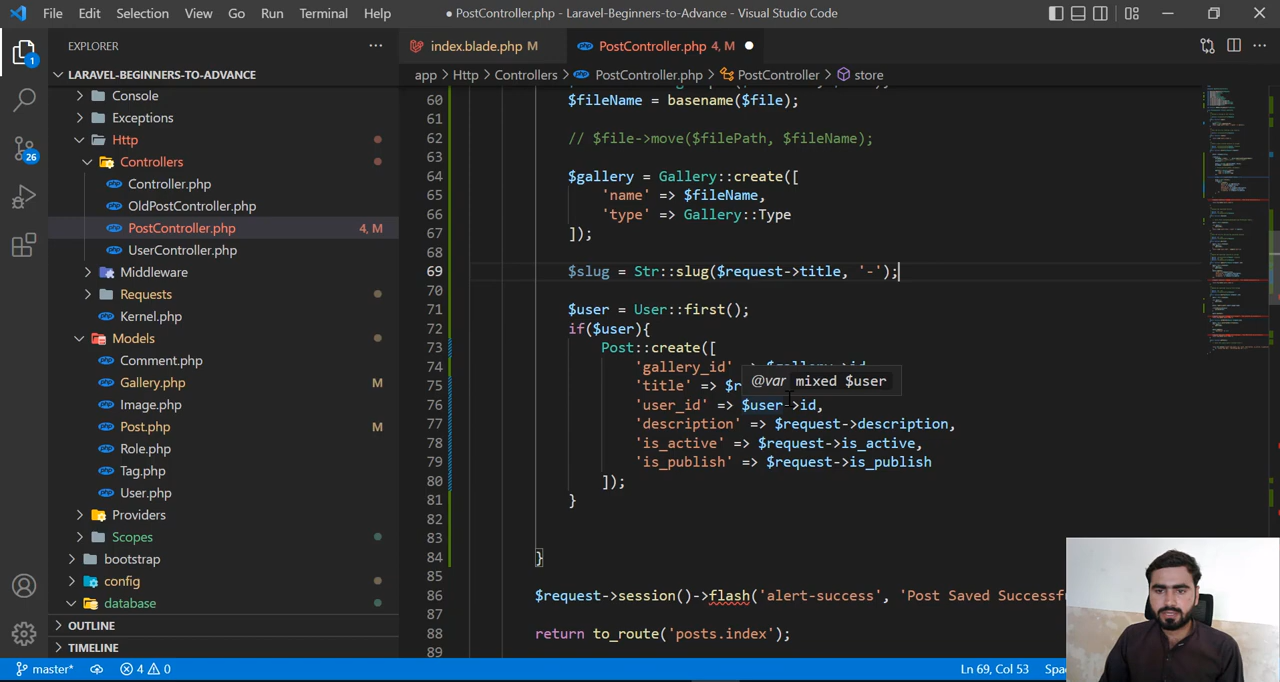 File Edit Selection View Go Run Terminal Help
● PostController.php - Laravel-Beginners-to-Advance - Visual Studio Code
EXPLORER
LARAVEL-BEGINNERS-TO-ADVANCE
Console
Exceptions
Http
Controllers
Controller.php
OldPostController.php
PostController.php 4, M
UserController.php
Middleware
Requests
Kernel.php
Models
Comment.php
Gallery.php M
Image.php
Post.php M
Role.php
Tag.php
User.php
Providers
Scopes
bootstrap
config
database
OUTLINE
TIMELINE
1
26
index.blade.php M
PostController.php 4, M ●
app > Http > Controllers > PostController.php > PostController > store
60 $fileName = basename($file);
61
62 // $file->move($filePath, $fileName);
63
64 $gallery = Gallery::create([
65 'name' => $fileName,
66 'type' => Gallery::Type
67 ]);
68
69 $slug = Str::slug($request->title, '-');
70
71 $user = User::first();
72 if($user){
73 Post::create([
74 'gallery_id'
75 'title' =>
@var mixed $user
76 'user_id' => $user->id,
77 'description' => $request->description,
78 'is_active' => $request->is_active,
79 'is_publish' => $request->is_publish
80 ]);
81 }
82
83
84 }
85
86 $request->session()->flash('alert-success', 'Post Saved
87
88 return to_route('posts.index');
89
master* 4 0 Ln 69, Col 53